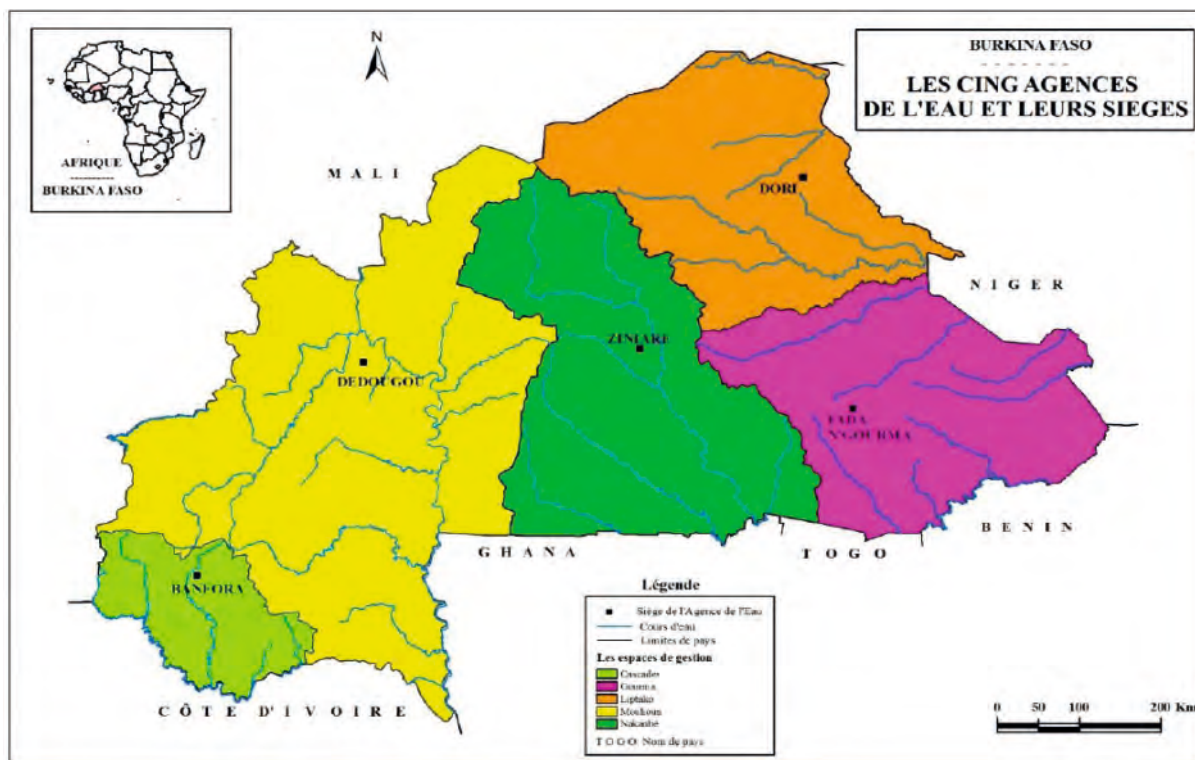 BURKINA FASO
LES CING AGENCES
DE L'EAU ET LEURS SIEGES
N
AFRIQUE
BURKINA FASO
MALI
DORI
NIGER
ZINIARE
DEDOUGOU
FADA
N'GOURMA
BENIN
GHANA
TOGO
BANFORA
CÔTE D'IVOIRE
Légende
Siège de l'Agence de l'Eau
Cours d'eau
Limites de pays
Les espaces de gestion
Cascades
Gourma
Liptako
Mouhoun
Nakanbé
TOGO Nom de pays
0 50 100 200 Km